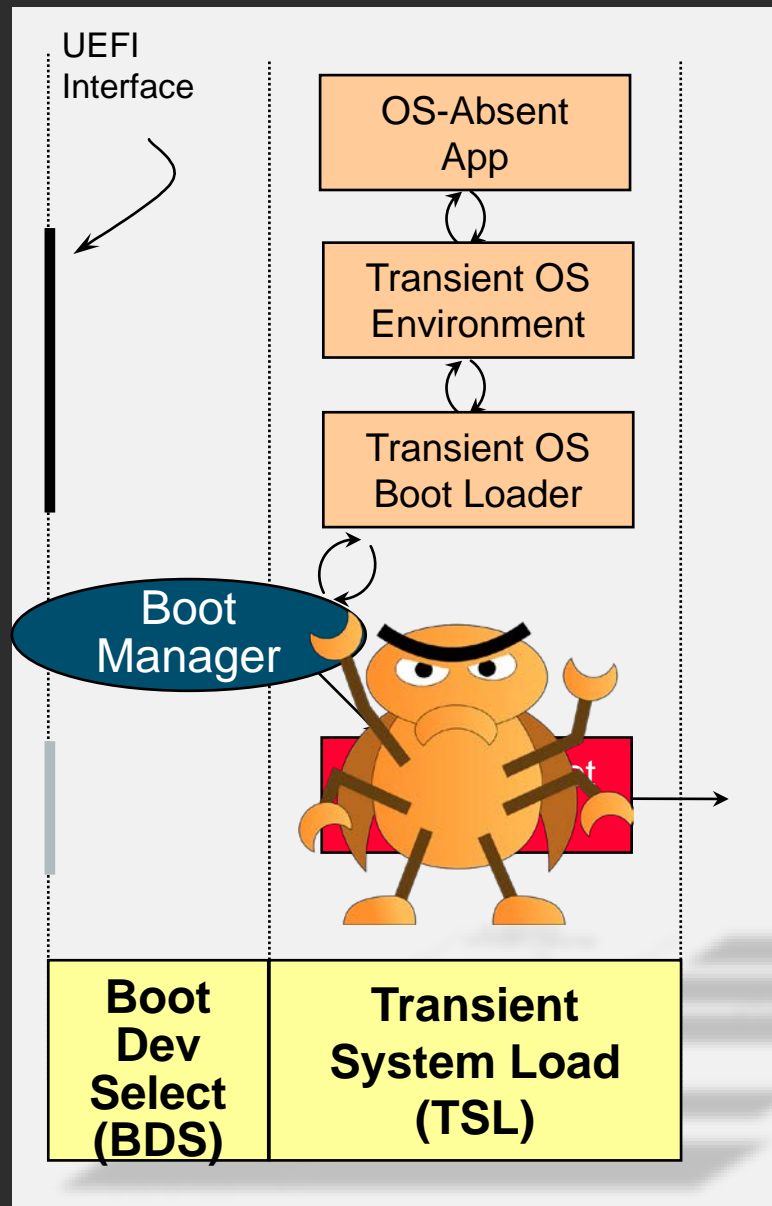 UEFI
Interface
OS-Absent
App
Transient OS
Environment
Transient OS
Boot Loader
Boot
Manager
Boot
Dev
Select
(BDS)
Transient
System Load
(TSL)